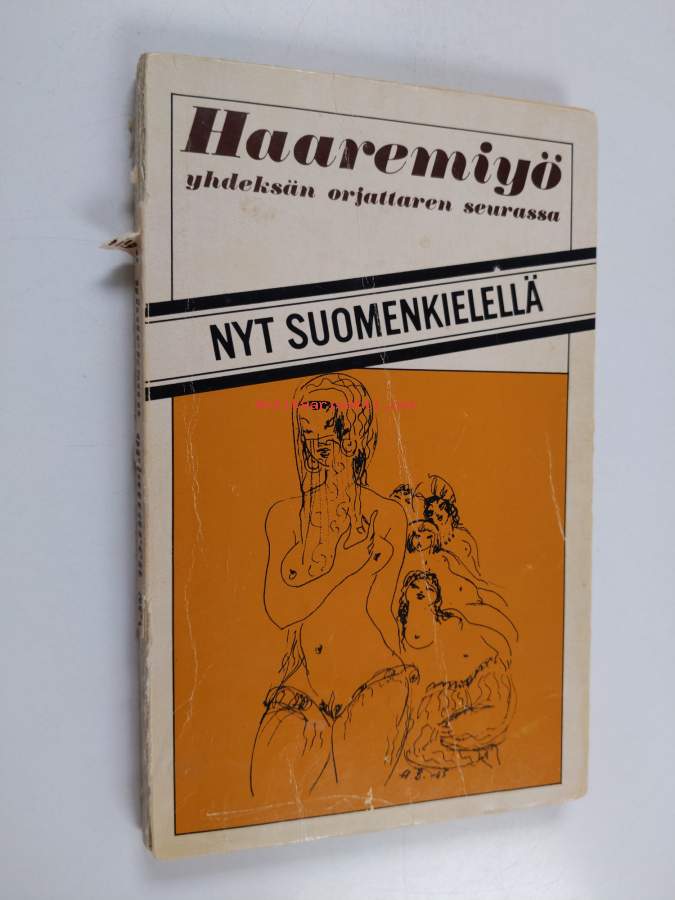 Haaremiyö
yhdeksän orjattaren seurassa
NYT SUOMENKIELELLÄ